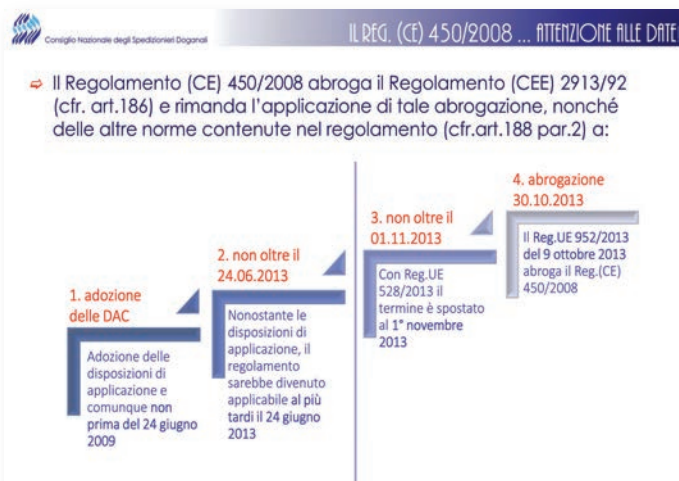 Consiglio Nazionale degli Spedizionieri Doganali
IL REG. (CE) 450/2008 ... ATTENZIONE ALLE DATE
Il Regolamento (CE) 450/2008 abroga il Regolamento (CEE) 2913/92
(cfr. art.186) e rimanda l'applicazione di tale abrogazione, nonché
delle altre norme contenute nel regolamento (cfr.art.188 par.2) a:
1. adozione
delle DAC
Adozione delle
disposizioni di
applicazione e
comunque non
prima del 24 giugno
2009
2. non oltre il
24.06.2013
Nonostante le
disposizioni di
applicazione, il
regolamento
sarebbe divenuto
applicabile al più
tardi il 24 giugno
2013
3. non oltre il
01.11.2013
Con Reg.UE
528/2013 il
termine è spostato
al 1° novembre
2013
4. abrogazione
30.10.2013
Il Reg.UE 952/2013
del 9 ottobre 2013
abroga il Reg.(CE)
450/2008